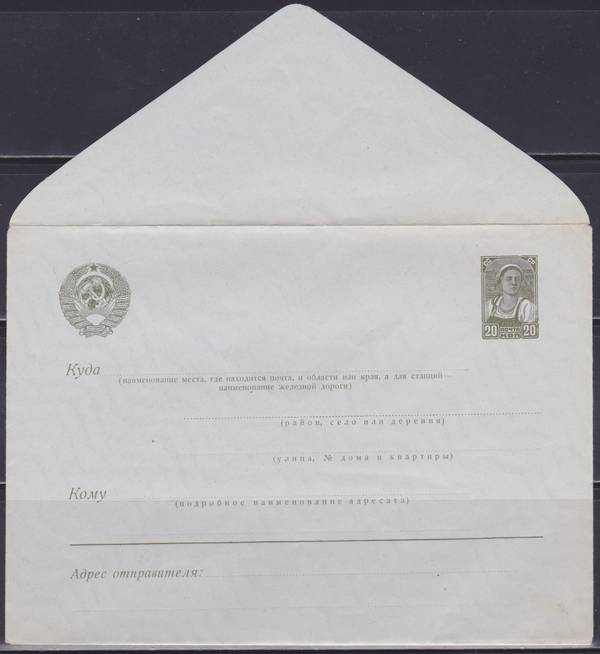 20 ПОЧТА 20
КОП
Куда
(наименование места, где находится почта, и области или края, а для станций
наименование железной дороги)
(район, село или деревня)
(улица, № дома и квартиры)
Кому
(подробное наименование адресата)
Адрес отправителя: